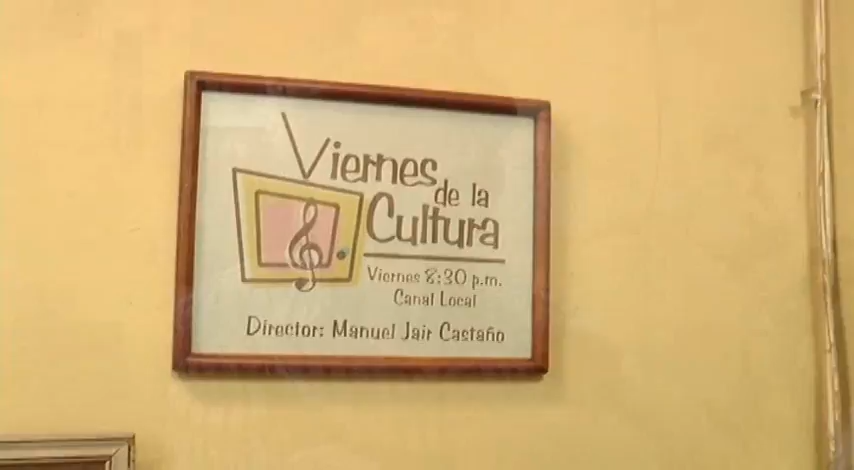 Viernes
de la
Cultura
Viernes 8:30 p.m.
Canal Local
Director: Manuel Jair Castaño